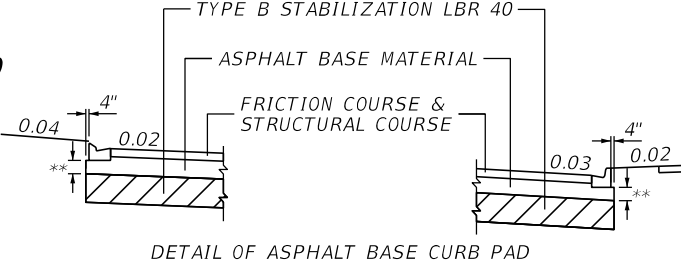 TYPE B STABILIZATION LBR 40
ASPHALT BASE MATERIAL
4"
FRICTION COURSE &
STRUCTURAL COURSE
4"
0.04
0.02
0.03
0.02
**
**
DETAIL OF ASPHALT BASE CURB PAD